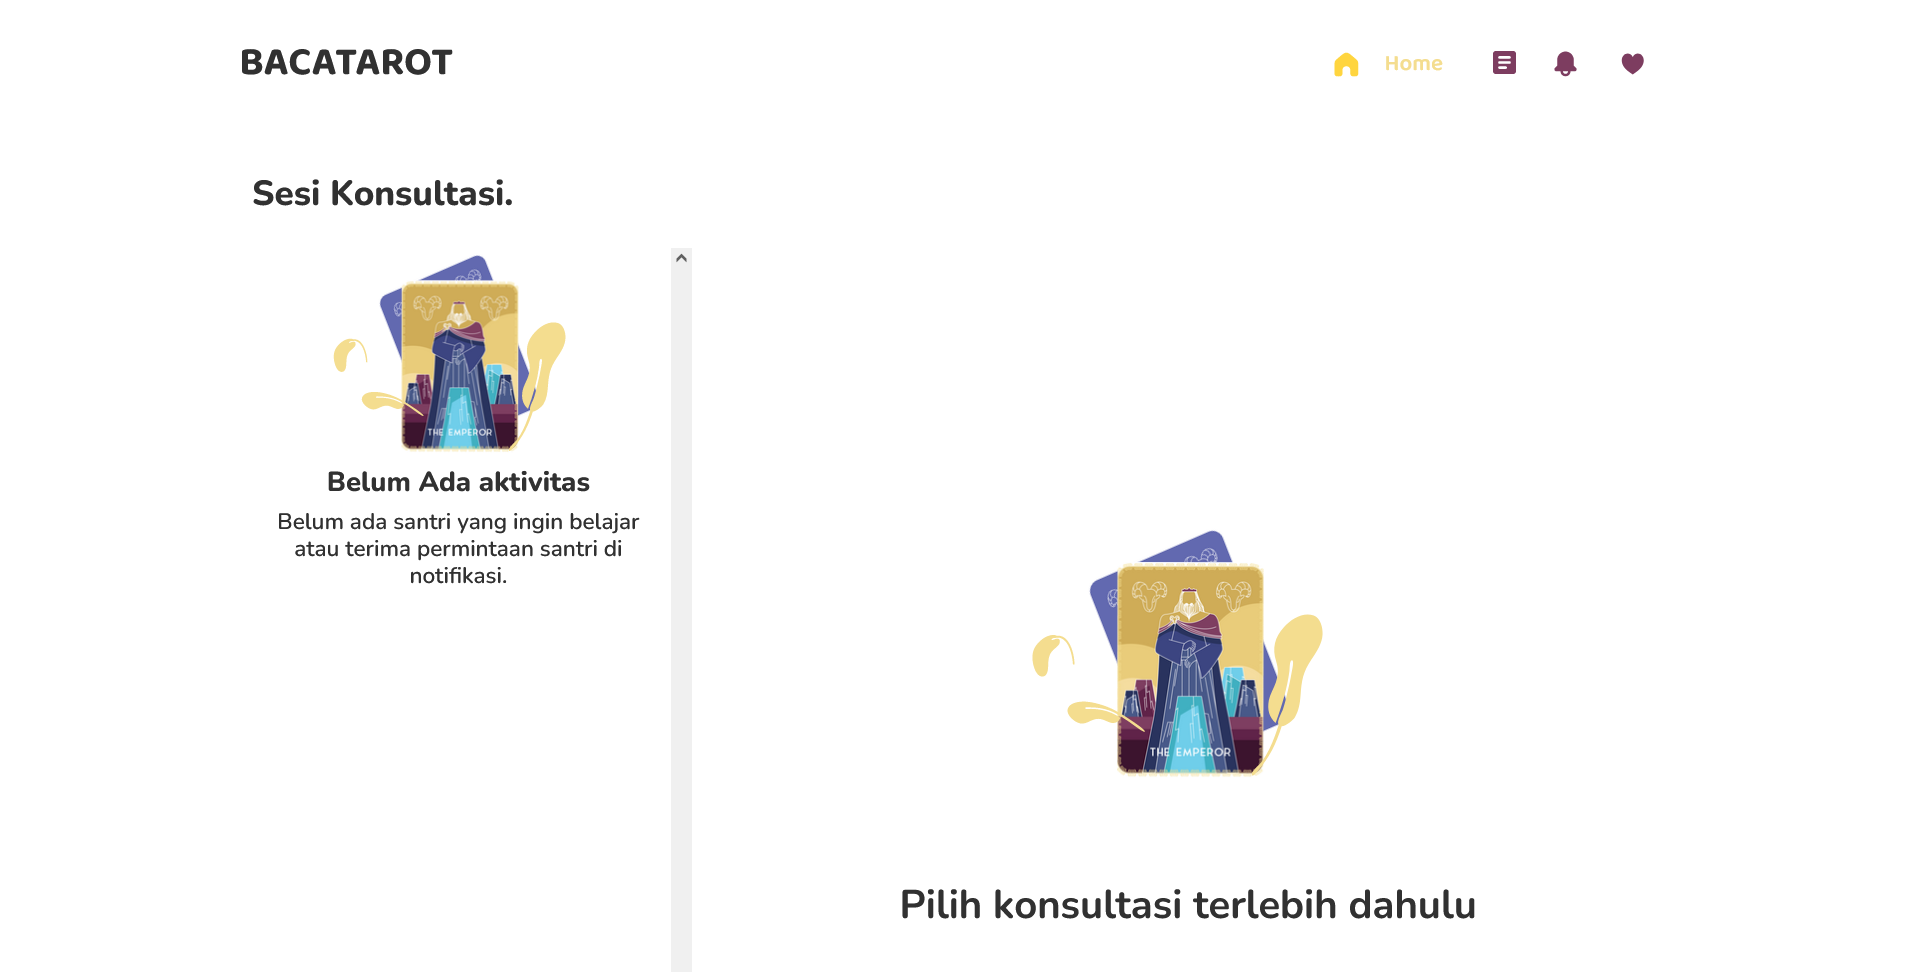 BACATAROT
Home
Sesi Konsultasi.
THE EMPEROR
Belum Ada aktivitas
Belum ada santri yang ingin belajar
atau terima permintaan santri di
notifikasi.
THE EMPEROR
Pilih konsultasi terlebih dahulu